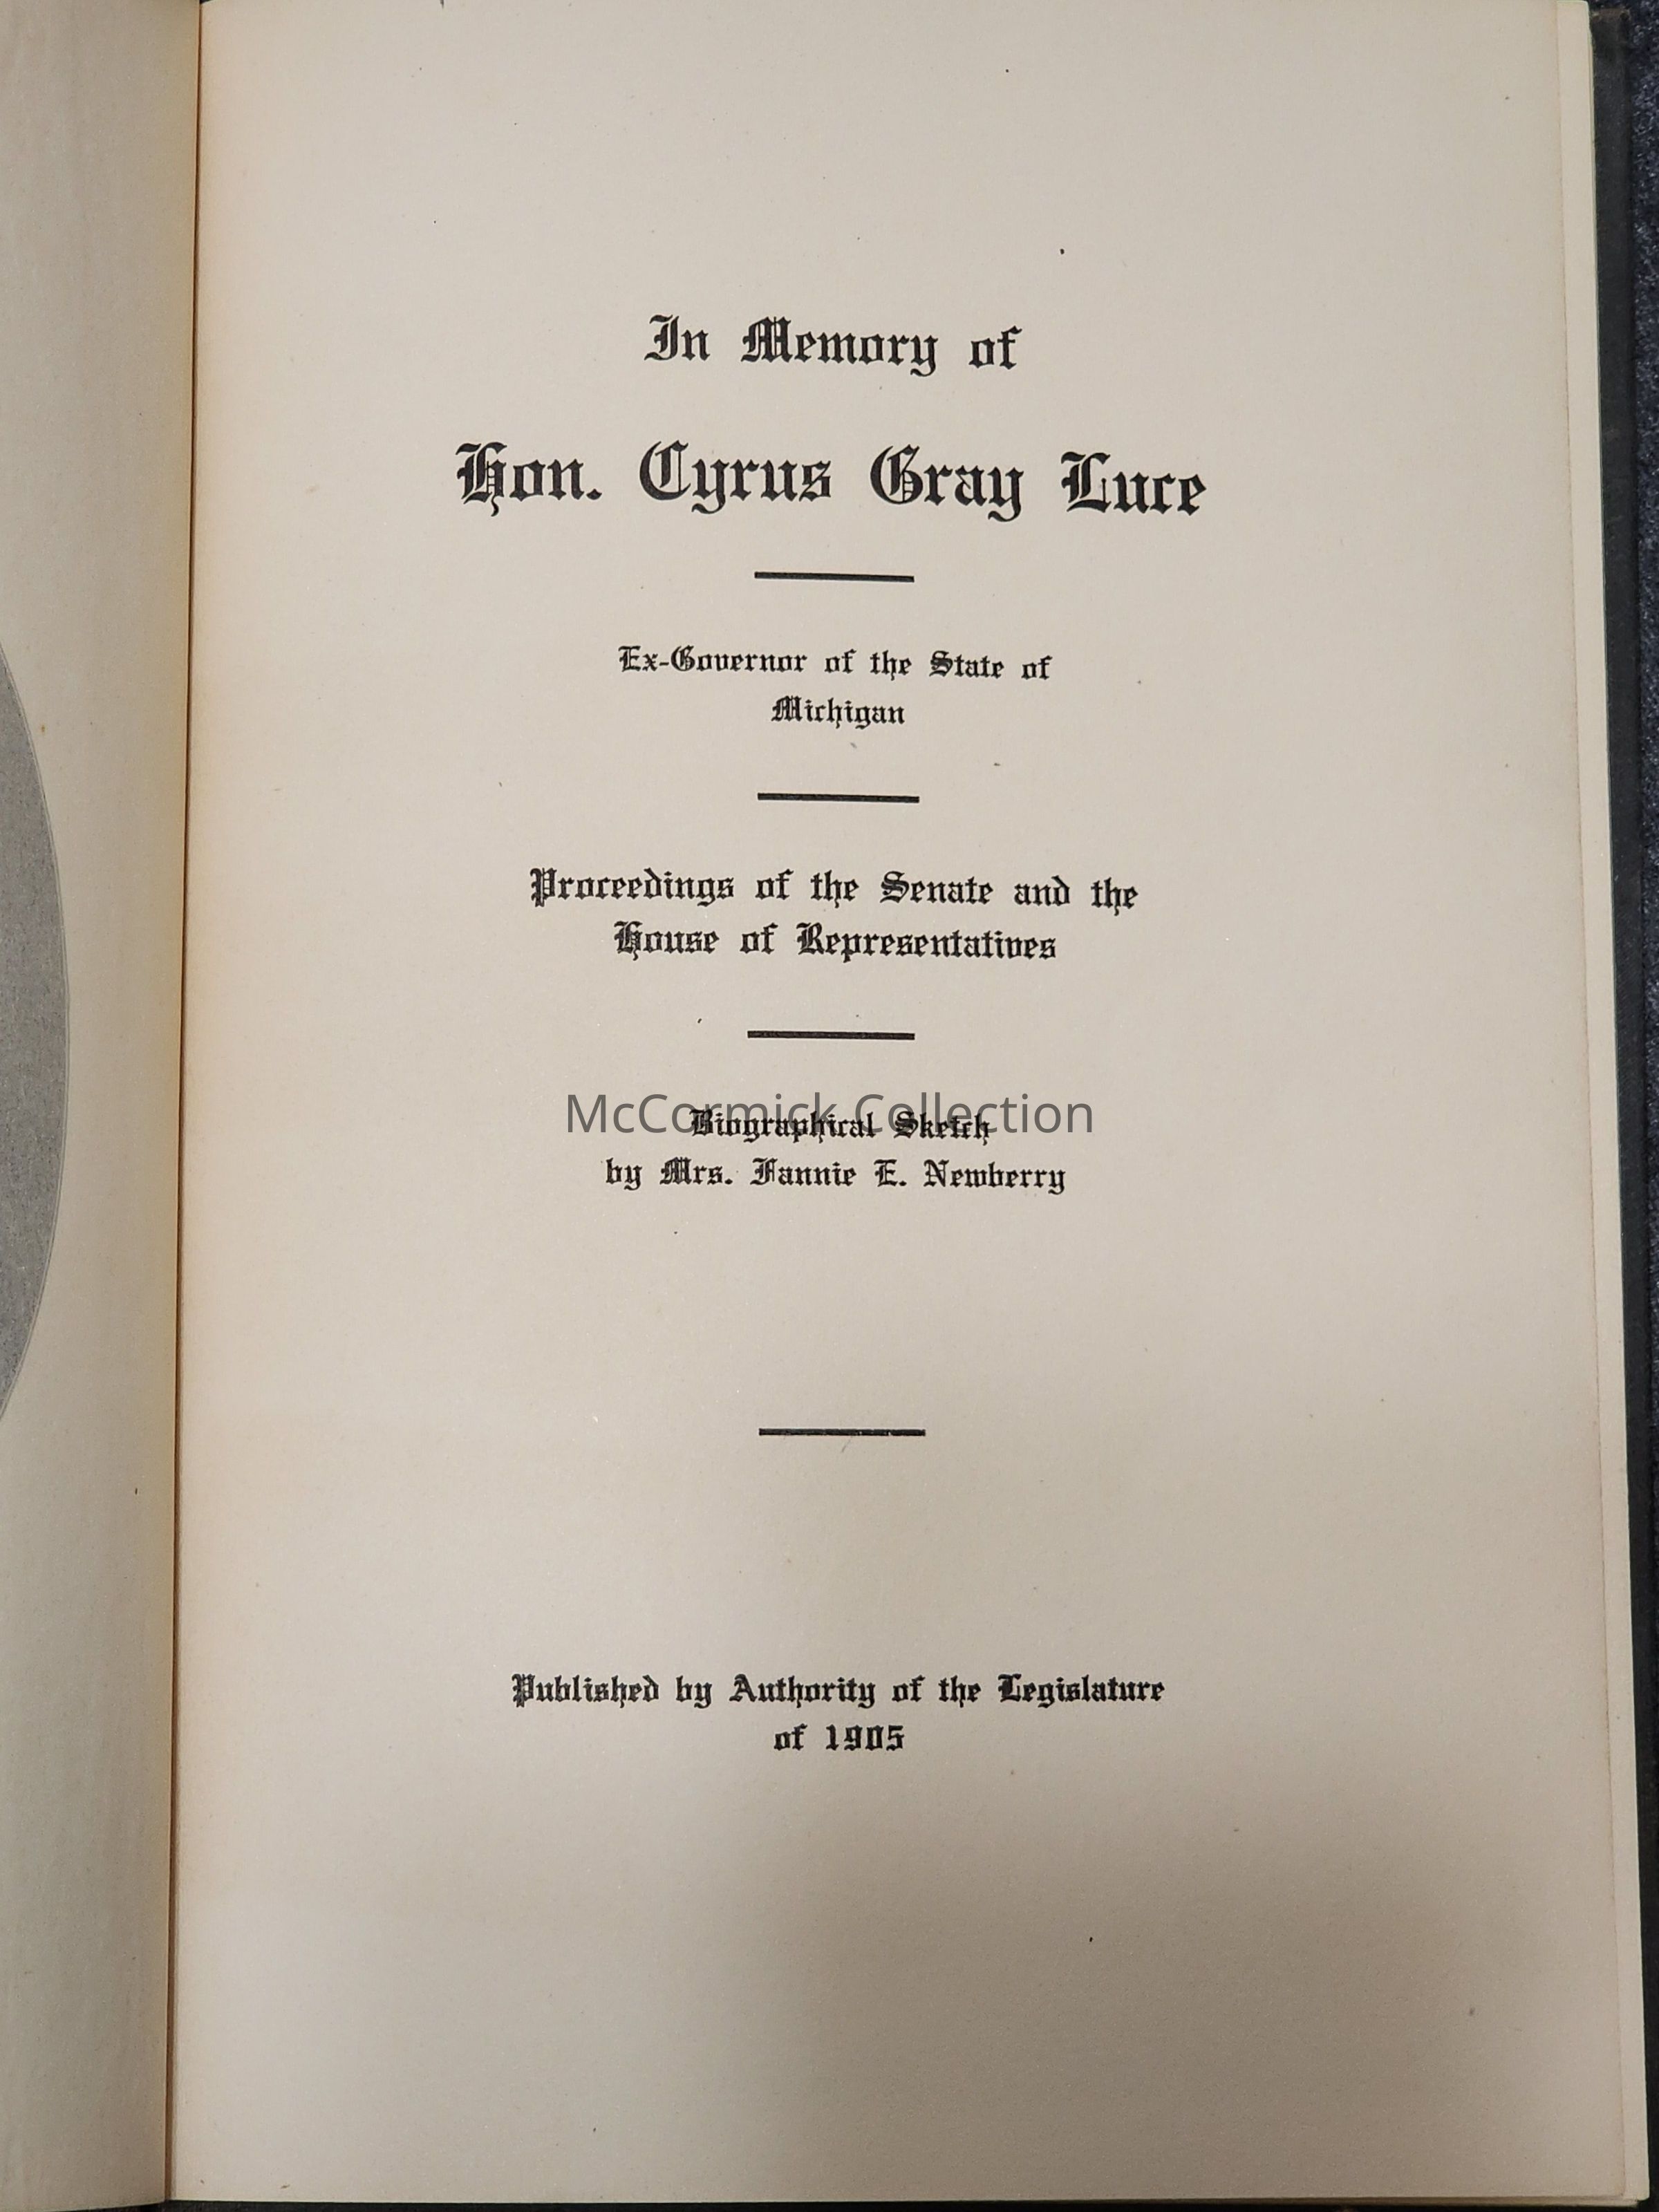 In Memory of
Hon. Cyrus Gray Luce
Ex-Governor of the State of
Michigan
Proceedings of the Senate and the
House of Representatives
McCormick Collection
Biographical Sketch
by Mrs. Fannie E. Newberry
Published by Authority of the Legislature
of 1905